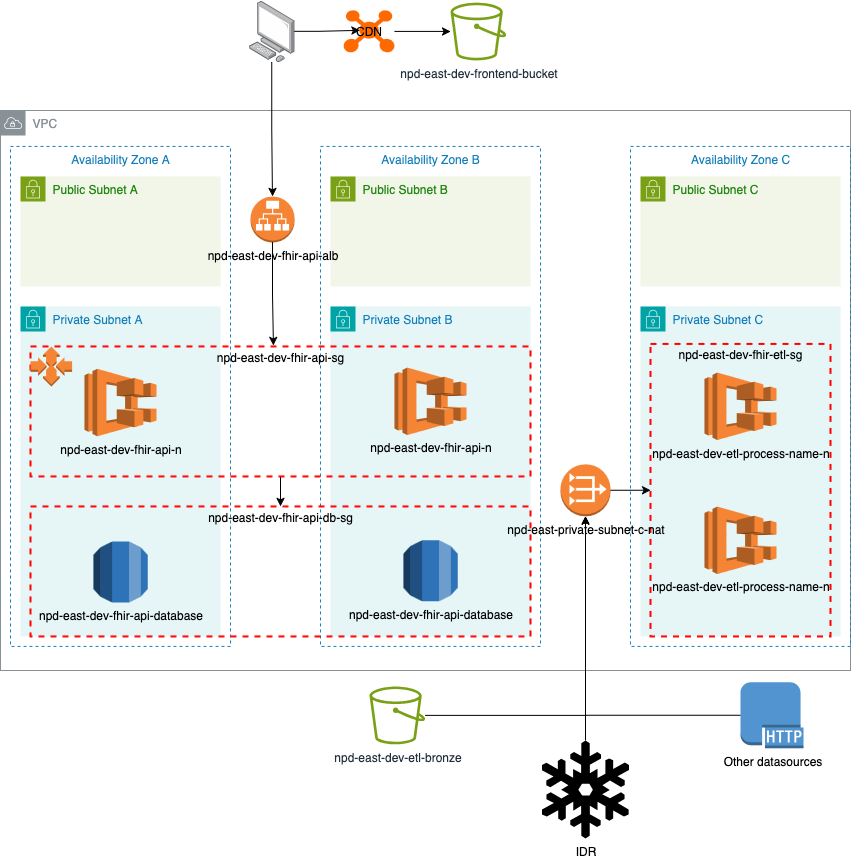 CDN
npd-east-dev-frontend-bucket
VPC
Availability Zone A
Availability Zone B
Availability Zone C
Public Subnet A
Public Subnet B
Public Subnet C
npd-east-dev-fhir-api-alb
Private Subnet A
Private Subnet B
Private Subnet C
npd-east-dev-fhir-api-sg
npd-east-dev-fhir-etl-sg
npd-east-dev-fhir-api-n
npd-east-dev-fhir-api-n
npd-east-dev-etl-process-name-n
npd-east-dev-fhir-api-db-sg
npd-east-private-subnet-c-nat
npd-east-dev-etl-process-name-n
npd-east-dev-fhir-api-database
npd-east-dev-fhir-api-database
HTTP
npd-east-dev-etl-bronze
Other datasources
IDR